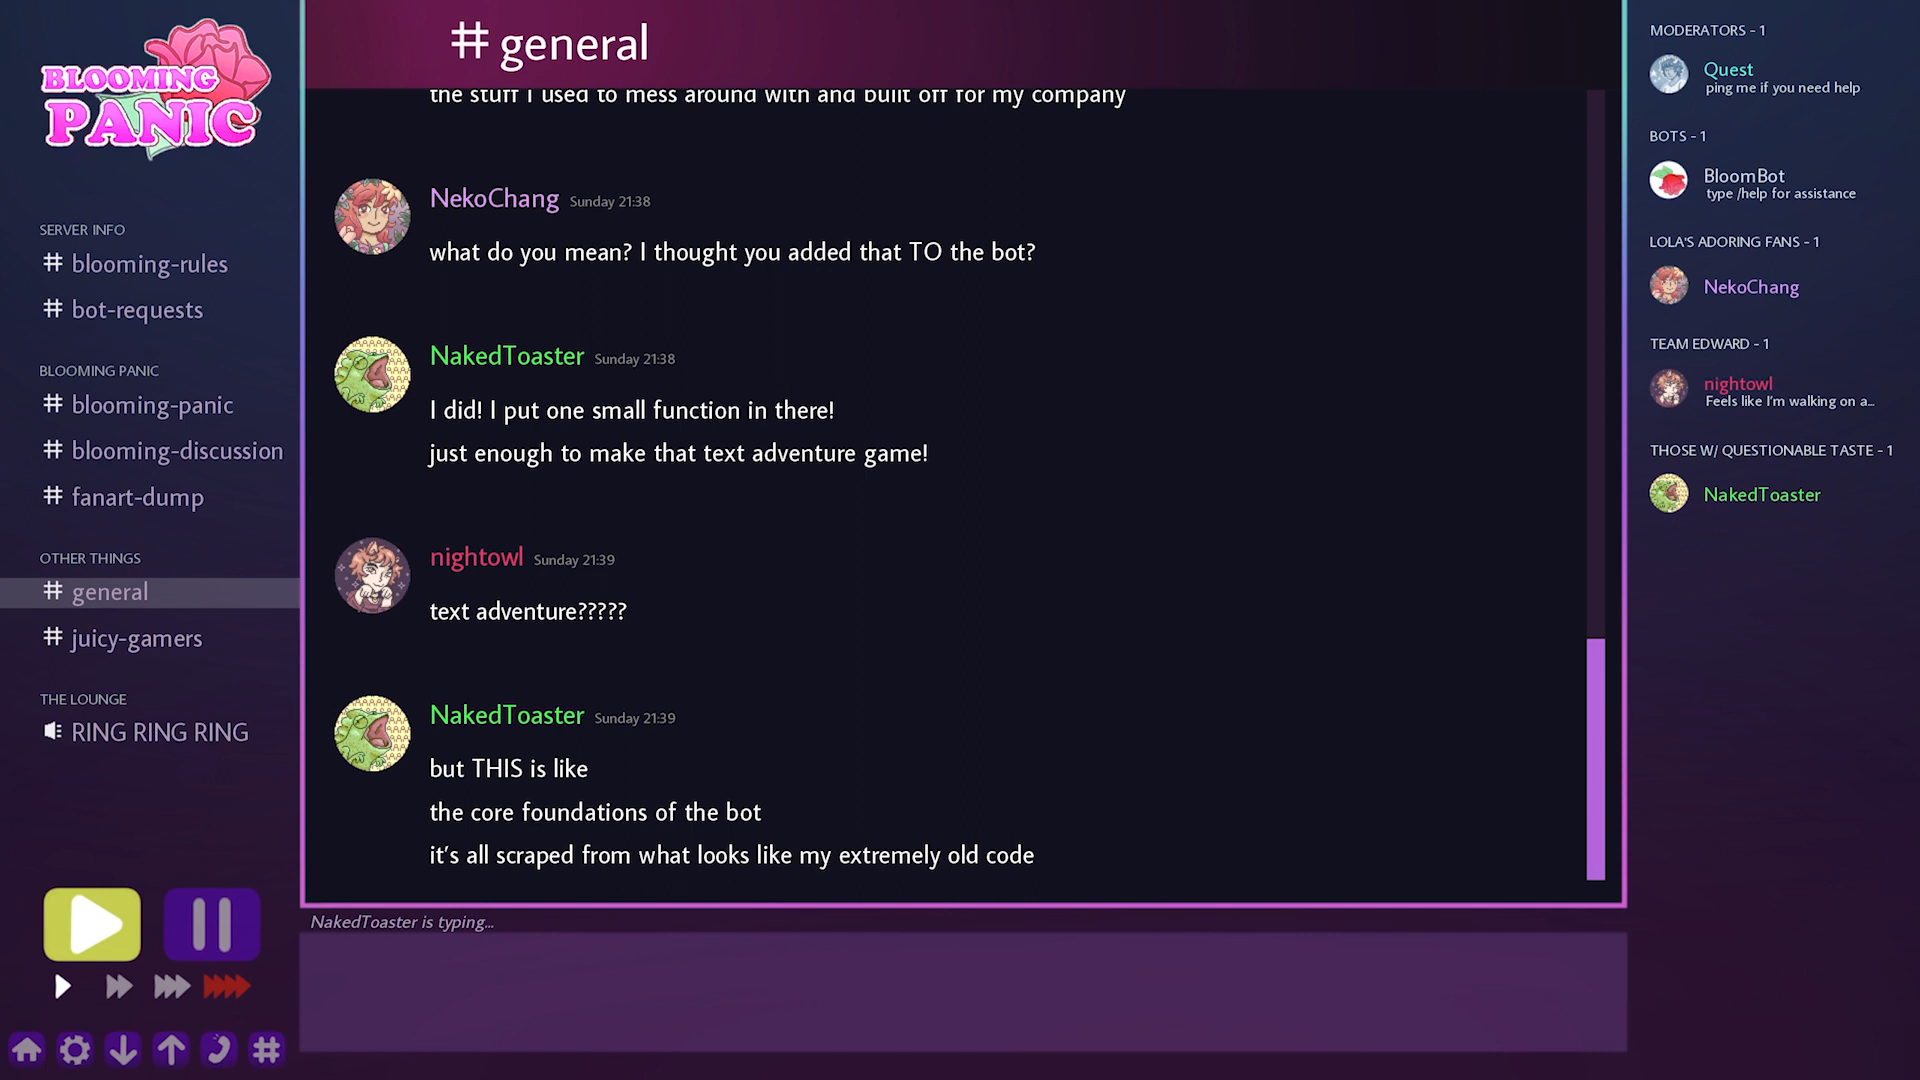 BLOOMING
PANIC
SERVER INFO
# blooming-rules
# bot-requests
BLOOMING PANIC
# blooming-panic
# blooming-discussion
# fanart-dump
OTHER THINGS
# general
# juicy-gamers
THE LOUNGE
RING RING RING
# general
the stuff I used to mess around with and built off for my company
NekoChang Sunday 21:38
what do you mean? I thought you added that TO the bot?
NakedToaster Sunday 21:38
I did! I put one small function in there!
just enough to make that text adventure game!
nightowl Sunday 21:39
text adventure?????
NakedToaster Sunday 21:39
but THIS is like
the core foundations of the bot
it's all scraped from what looks like my extremely old code
NakedToaster is typing...
MODERATORS - 1
Quest
ping me if you need help
BOTS - 1
BloomBot
type /help for assistance
LOLA'S ADORING FANS - 1
NekoChang
TEAM EDWARD - 1
nightowl
Feels like I'm walking on a...
THOSE W/ QUESTIONABLE TASTE - 1
NakedToaster